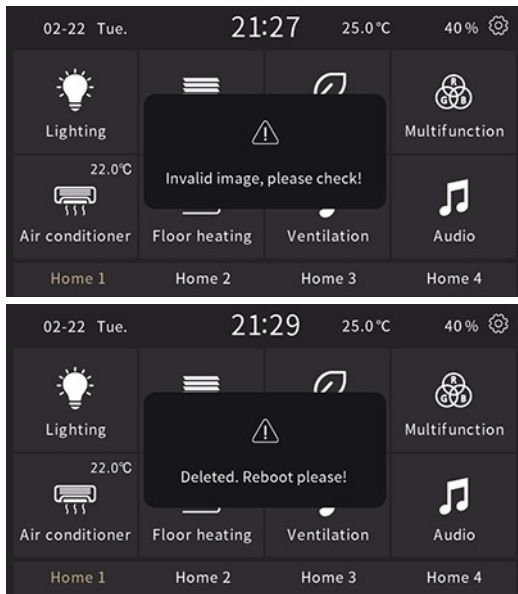 02-22 Tue. 21:27 25.0°C 40%
R
G B
Lighting Multifunction
Invalid image, please check!
22.0°C
Air conditioner Floor heating Ventilation Audio
Home 1 Home 2 Home 3 Home 4
02-22 Tue. 21:29 25.0°C 40%
R
G B
Lighting Multifunction
Deleted. Reboot please!
22.0°C
Air conditioner Floor heating Ventilation Audio
Home 1 Home 2 Home 3 Home 4